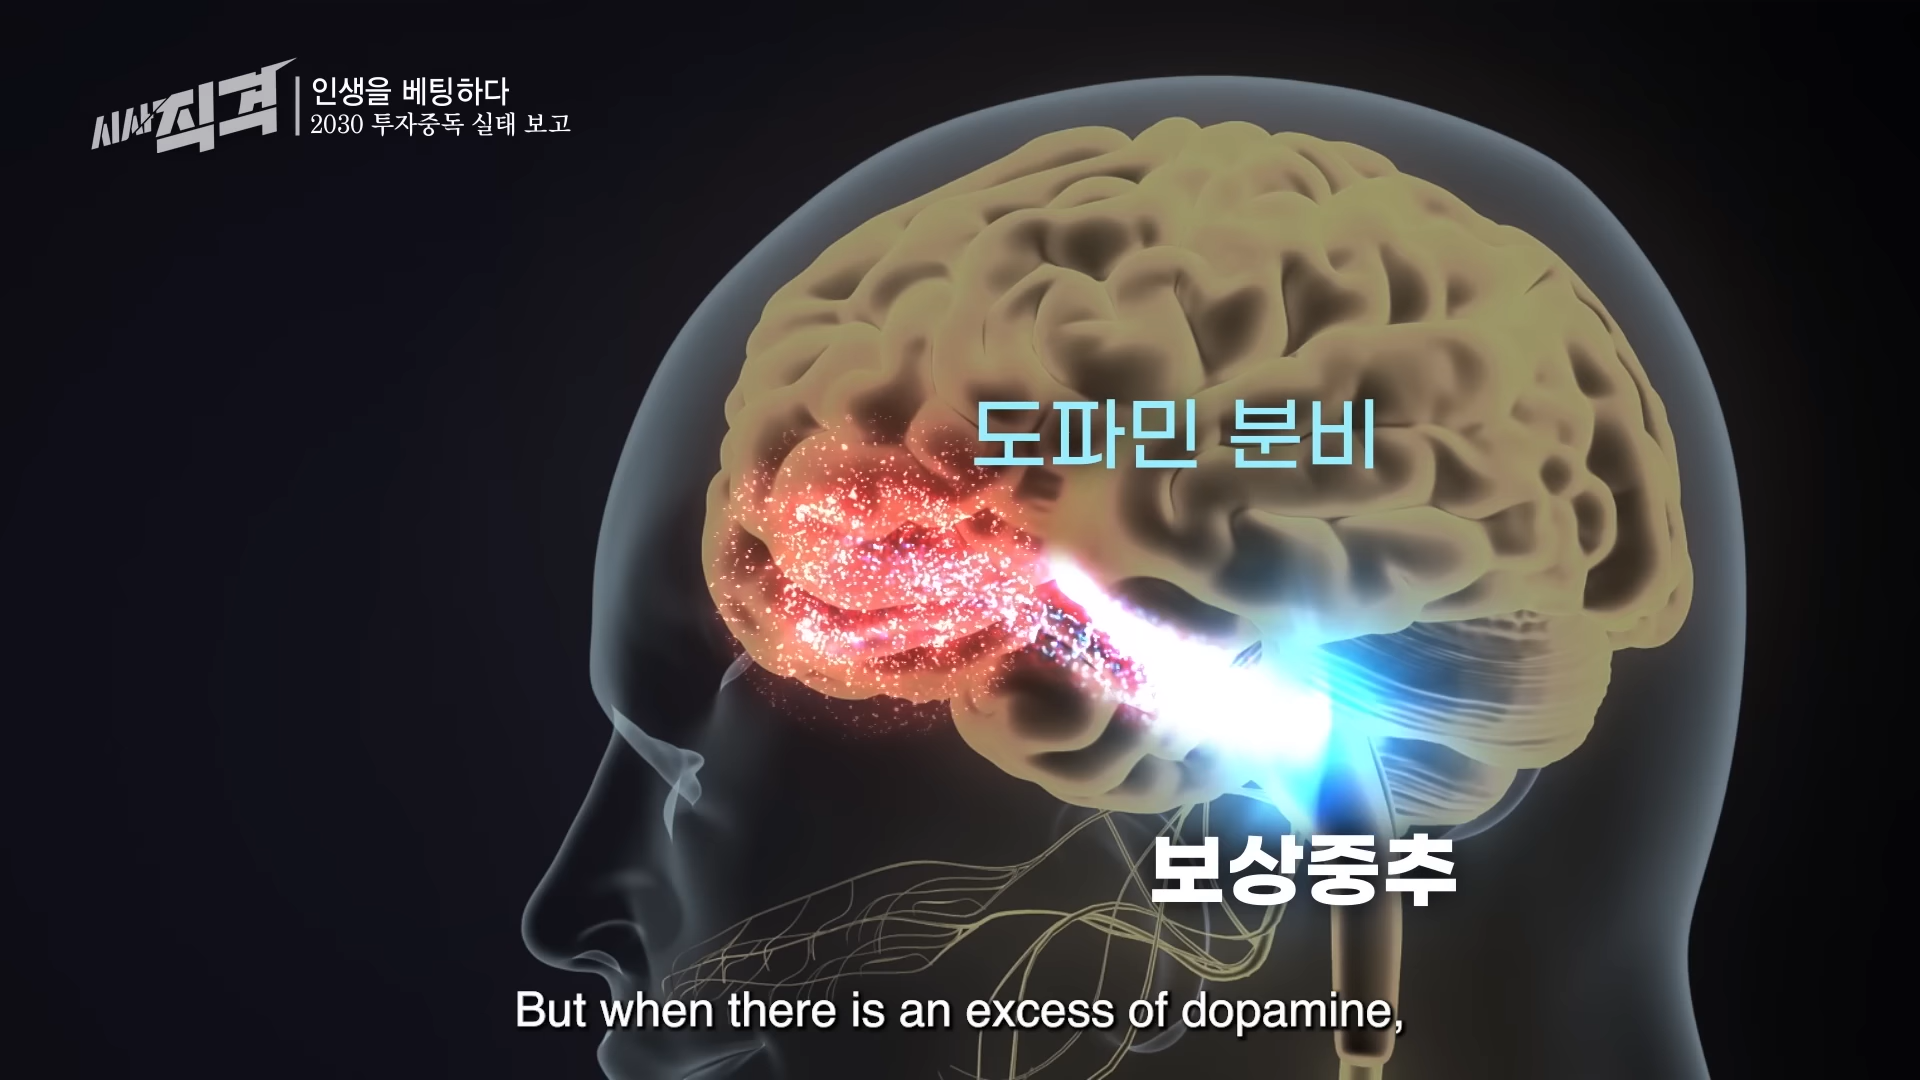 시사직격
인생을 베팅하다
2030 투자중독 실태 보고
도파민 분비
보상중추
But when there is an excess of dopamine,